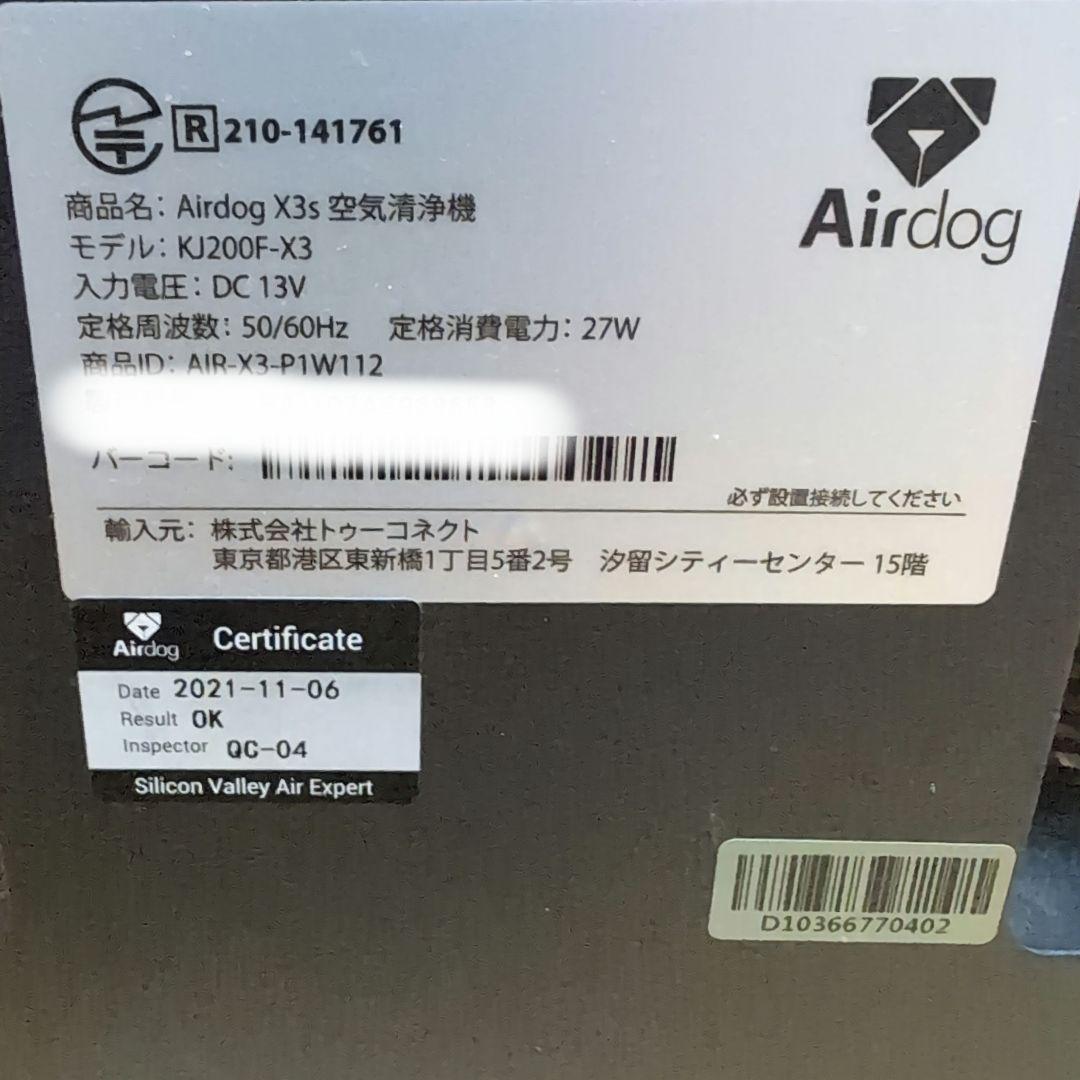 R 210-141761
Airdog
商品名: Airdog X3s 空気清浄機
モデル: KJ200F-X3
入力電圧: DC 13V
定格周波数: 50/60Hz 定格消費電力: 27W
商品ID: AIR-X3-P1W112
バーコード:
必ず設置接続してください
輸入元: 株式会社トゥーコネクト
東京都港区東新橋1丁目5番2号 汐留シティーセンター 15階
Airdog Certificate
Date 2021-11-06
Result OK
Inspector QC-04
Silicon Valley Air Expert
D10366770402